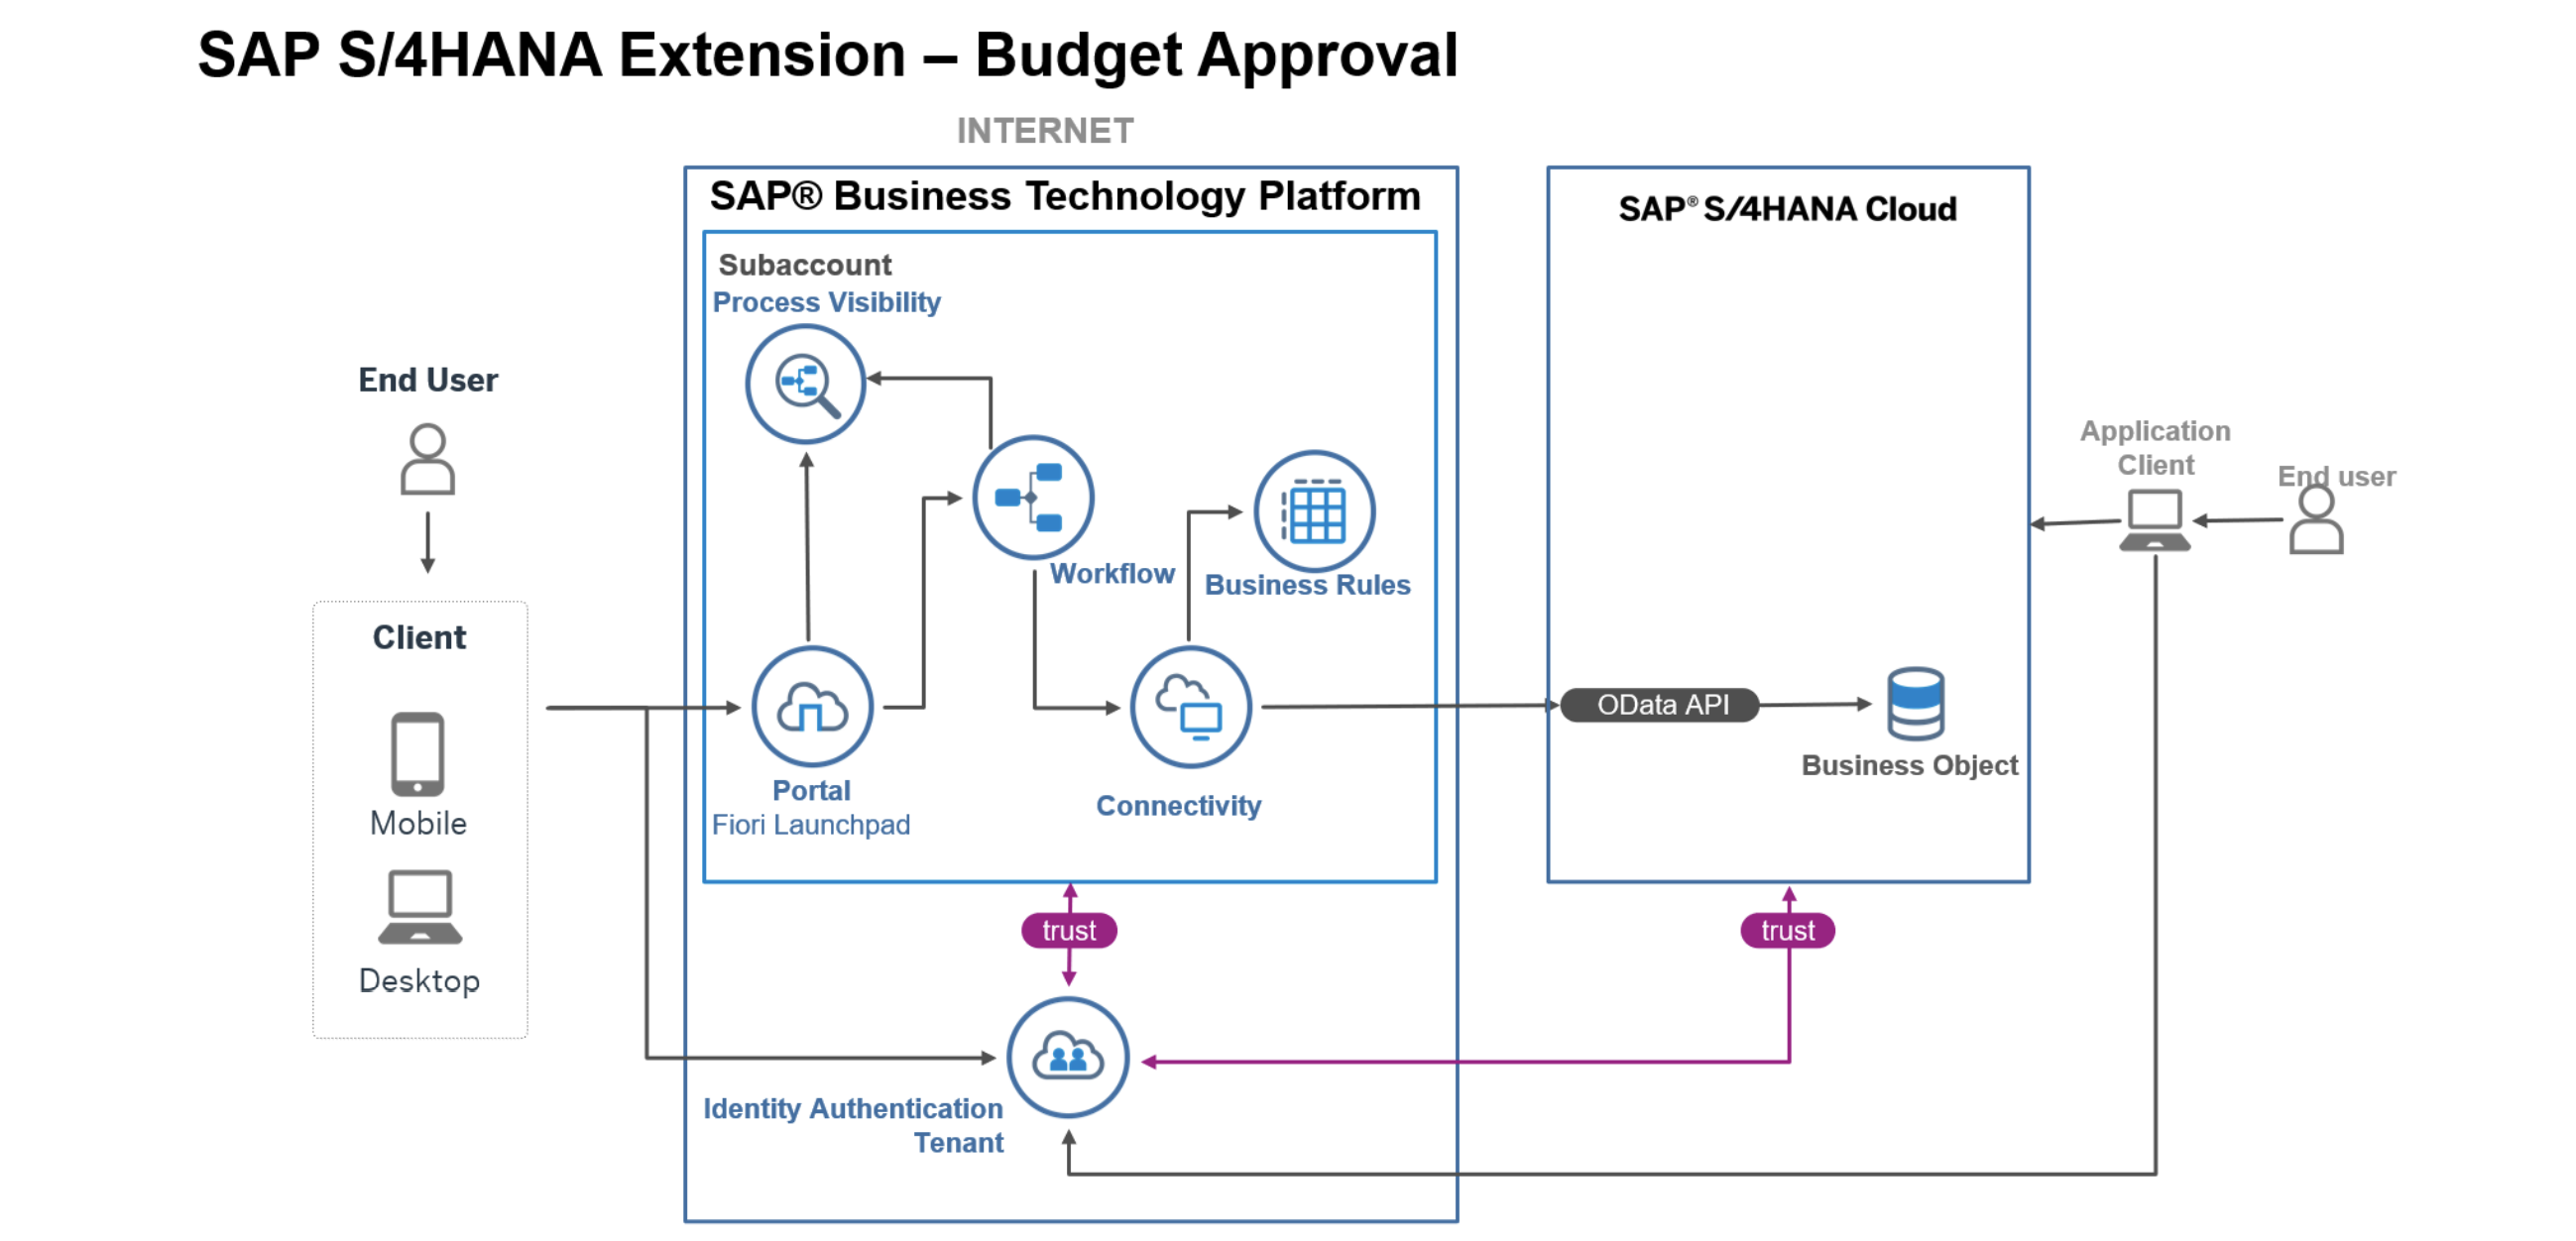 SAP S/4HANA Extension – Budget Approval
INTERNET
SAP® Business Technology Platform
SAP® S/4HANA Cloud
Subaccount
Process Visibility
End User
Client
Mobile
Desktop
Workflow
Business Rules
Portal
Fiori Launchpad
Connectivity
OData API
Business Object
Application
Client
End user
trust
trust
Identity Authentication
Tenant